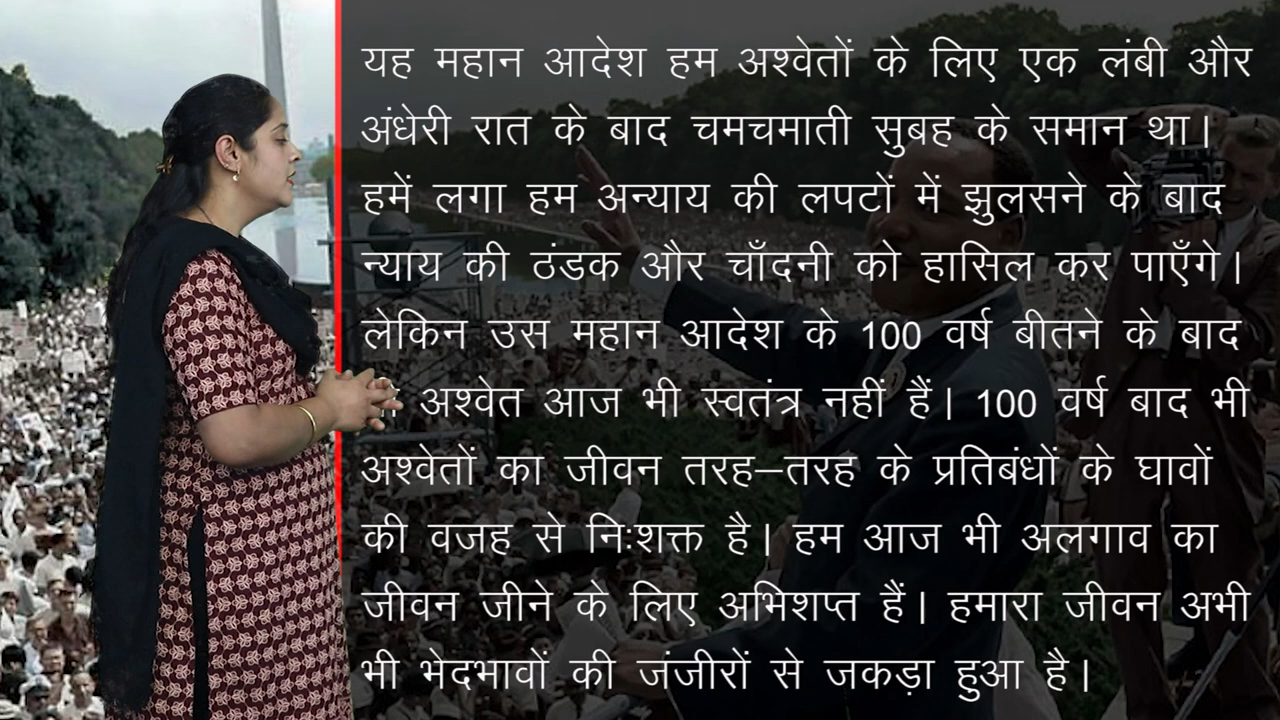 यह महान आदेश हम अश्वेतों के लिए एक लंबी और
अंधेरी रात के बाद चमचमाती सुबह के समान था।
हमें लगा हम अन्याय की लपटों में झुलसने के बाद
न्याय की ठंडक और चाँदनी को हासिल कर पाएँगे।
लेकिन उस महान आदेश के 100 वर्ष बीतने के बाद
अश्वेत आज भी स्वतंत्र नहीं हैं। 100 वर्ष बाद भी
अश्वेतों का जीवन तरह–तरह के प्रतिबंधों के घावों
की वजह से निःशक्त है। हम आज भी अलगाव का
जीवन जीने के लिए अभिशप्त हैं। हमारा जीवन अभी
भी भेदभावों की जंजीरों से जकड़ा हुआ है।